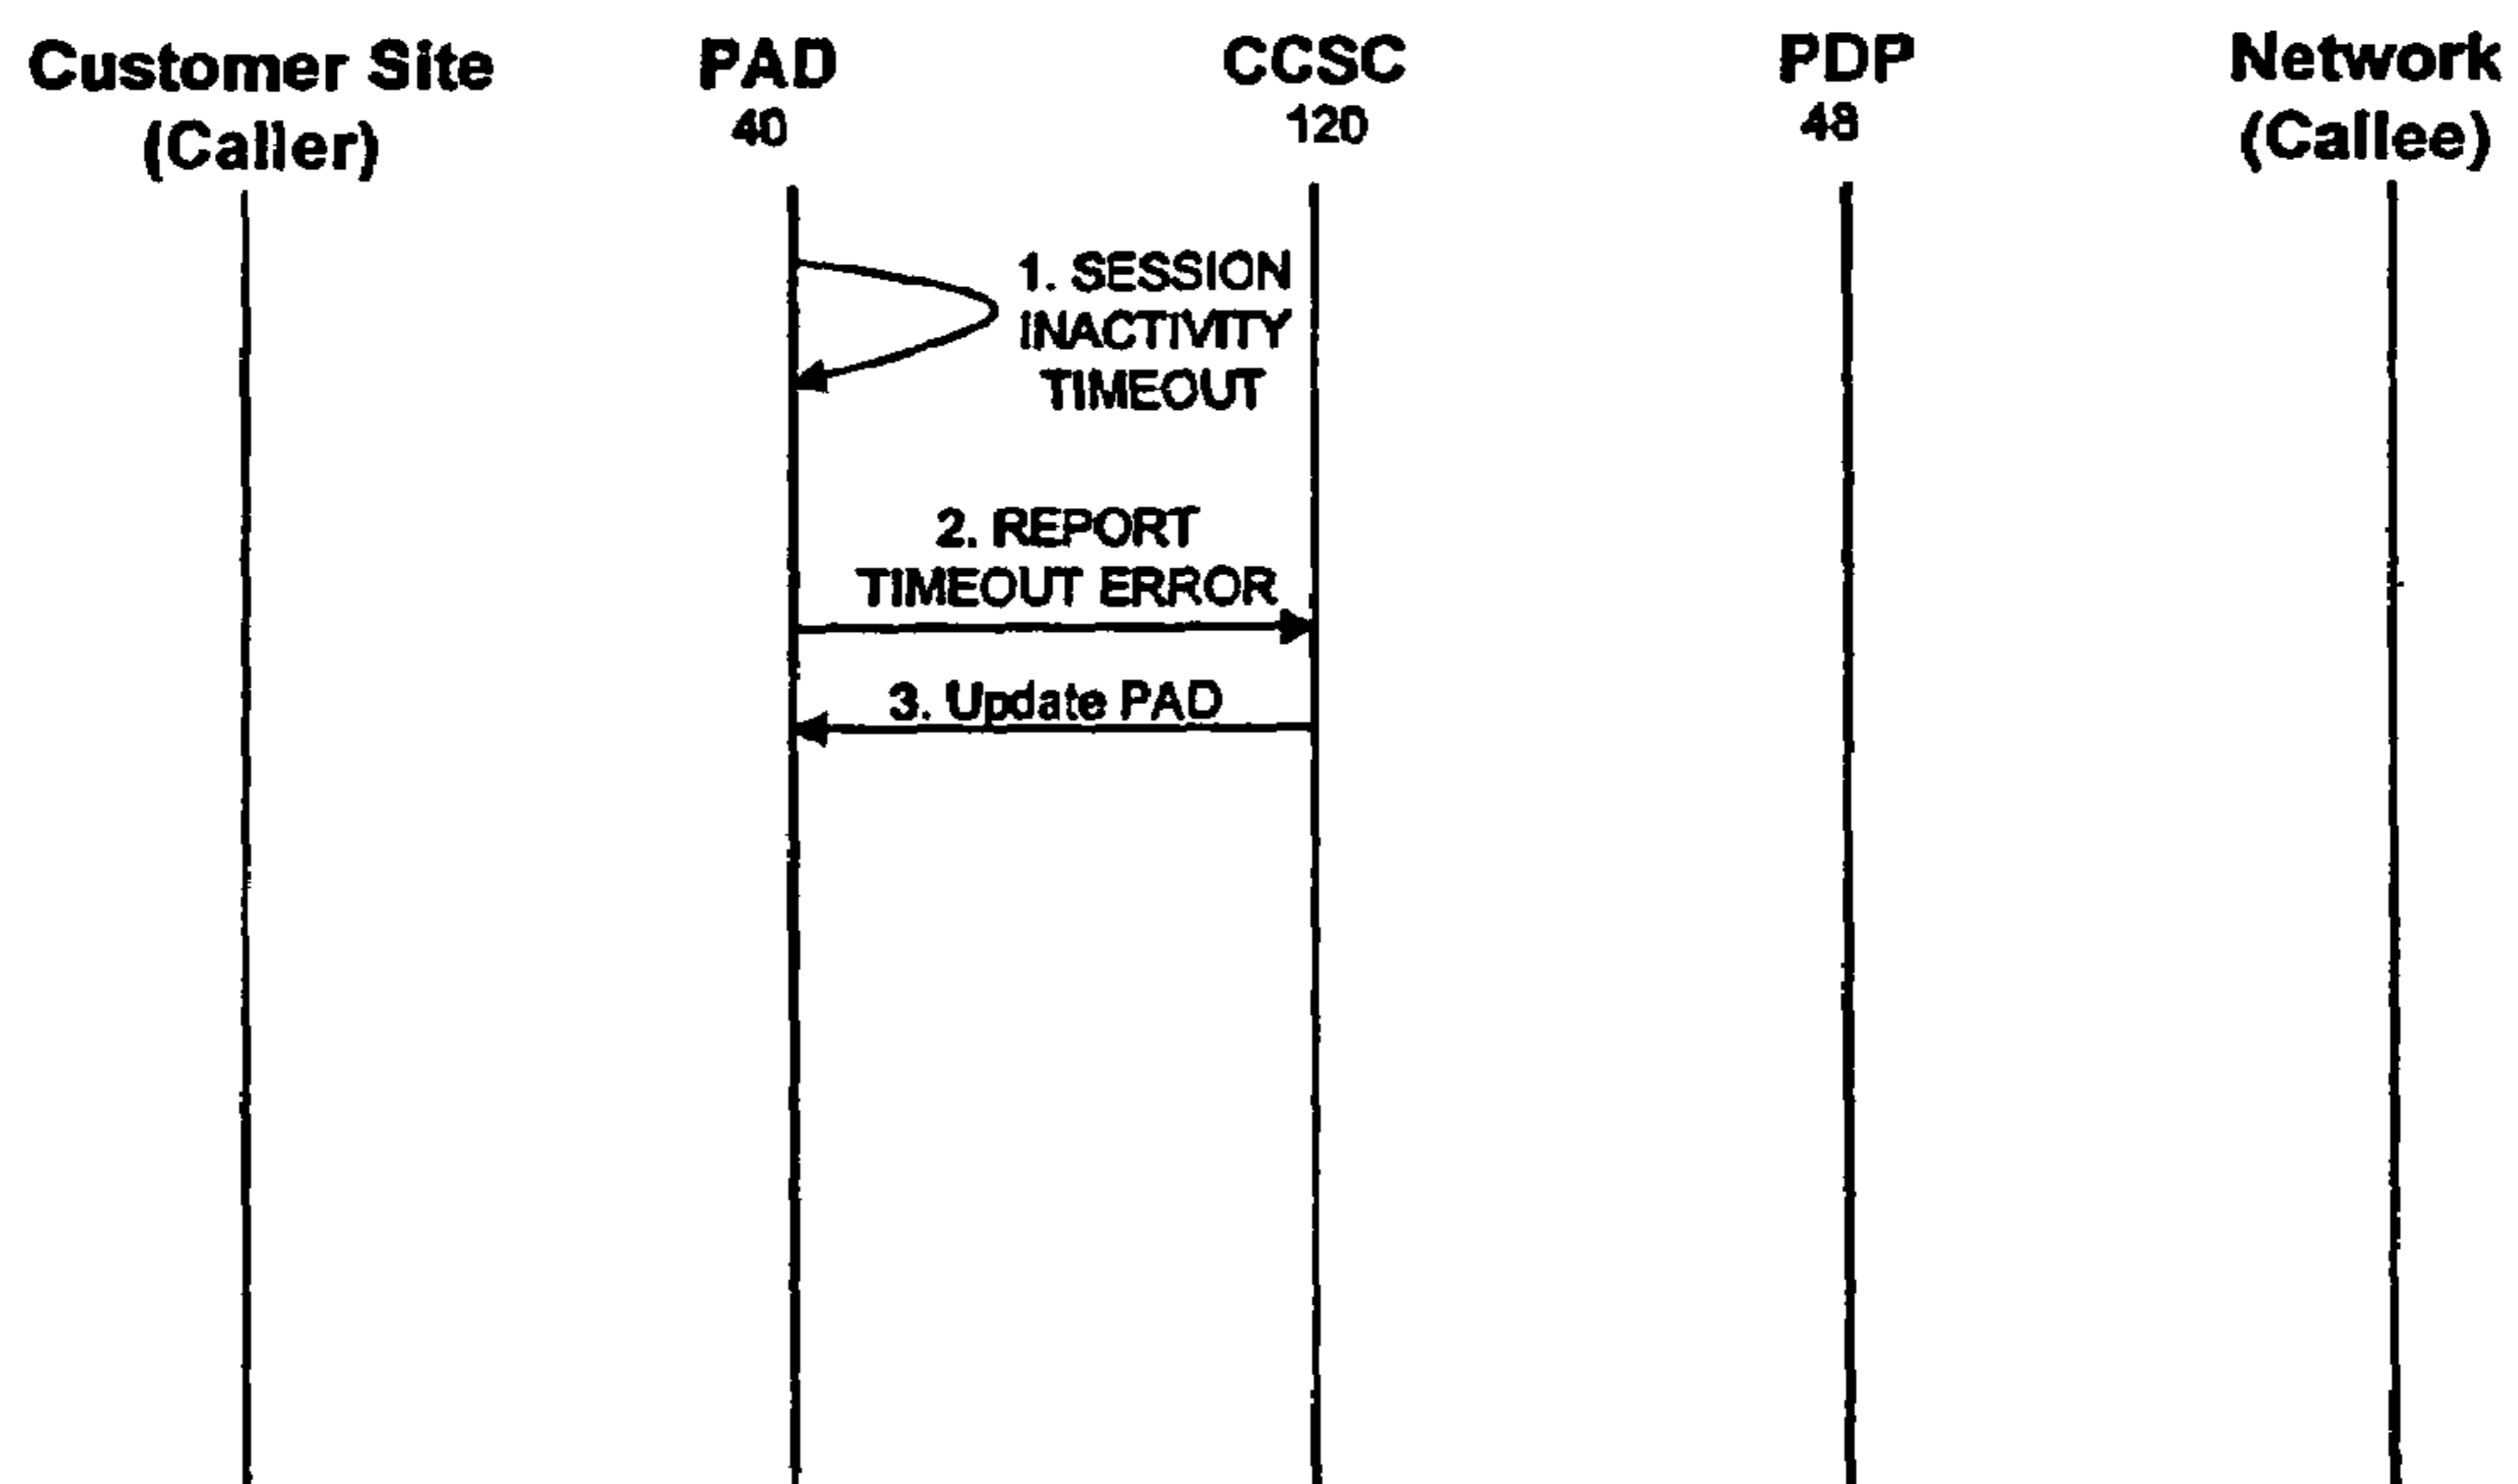 Customer Site
(Caller)
PAD
40
CCSC
120
PDP
48
Network
(Callee)
1. SESSION
INACTIVITY
TIMEOUT
2. REPORT
TIMEOUT ERROR
3. Update PAD